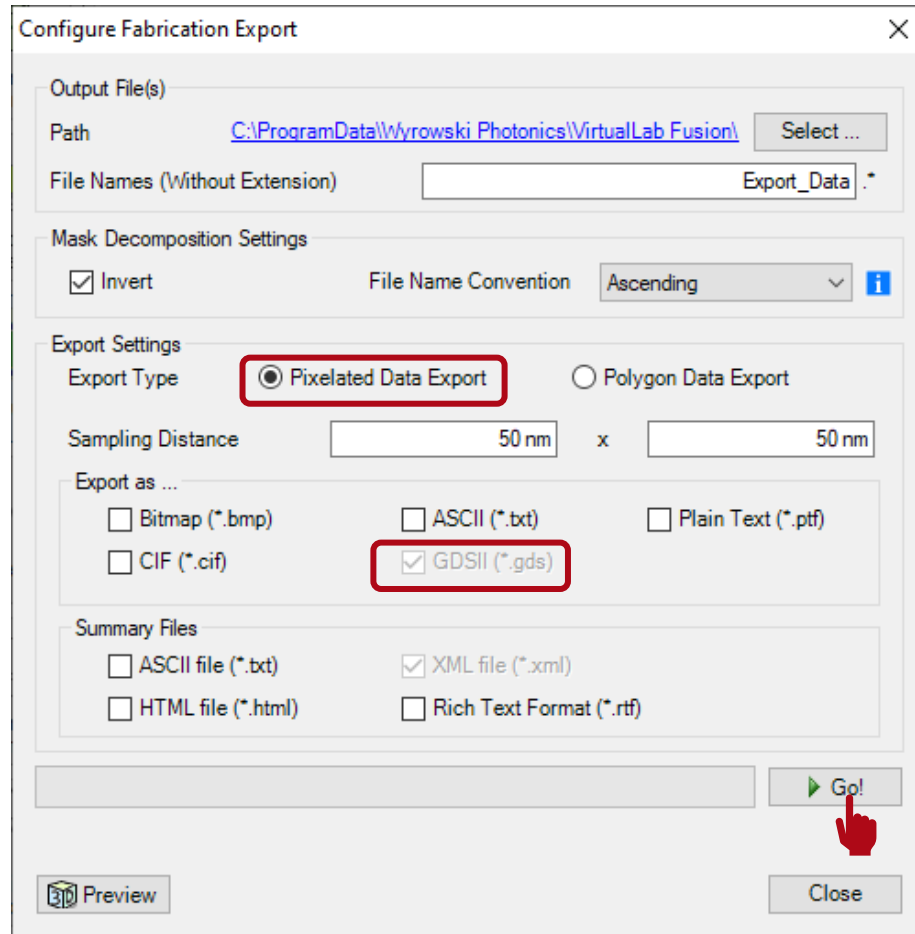 Configure Fabrication Export
Output File(s)
Path C:\ProgramData\Wyrowski Photonics\VirtualLab Fusion\ Select ...
File Names (Without Extension) Export_Data .*
Mask Decomposition Settings
Invert File Name Convention Ascending i
Export Settings
Export Type Pixelated Data Export Polygon Data Export
Sampling Distance 50 nm x 50 nm
Export as ...
Bitmap (*.bmp) ASCII (*.txt) Plain Text (*.ptf)
CIF (*.cif) GDSII (*.gds)
Summary Files
ASCII file (*.txt) XML file (*.xml)
HTML file (*.html) Rich Text Format (*.rtf)
Go!
3D Preview Close